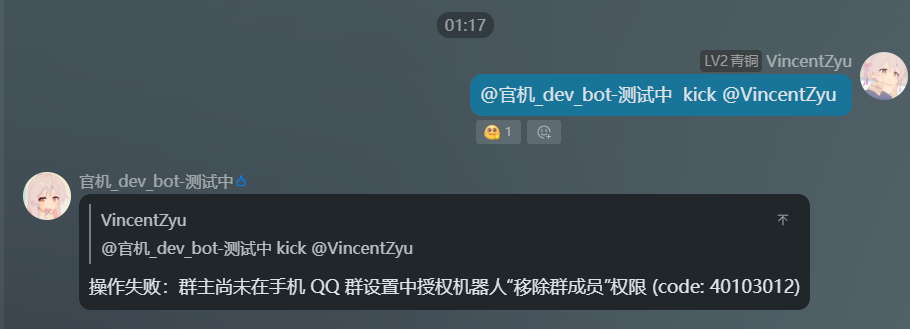 01:17
LV2 青铜 VincentZyu
@官机_dev_bot-测试中 kick @VincentZyu
1
官机_dev_bot-测试中
VincentZyu
@官机_dev_bot-测试中 kick @VincentZyu
操作失败：群主尚未在手机 QQ 群设置中授权机器人“移除群成员”权限 (code: 40103012)